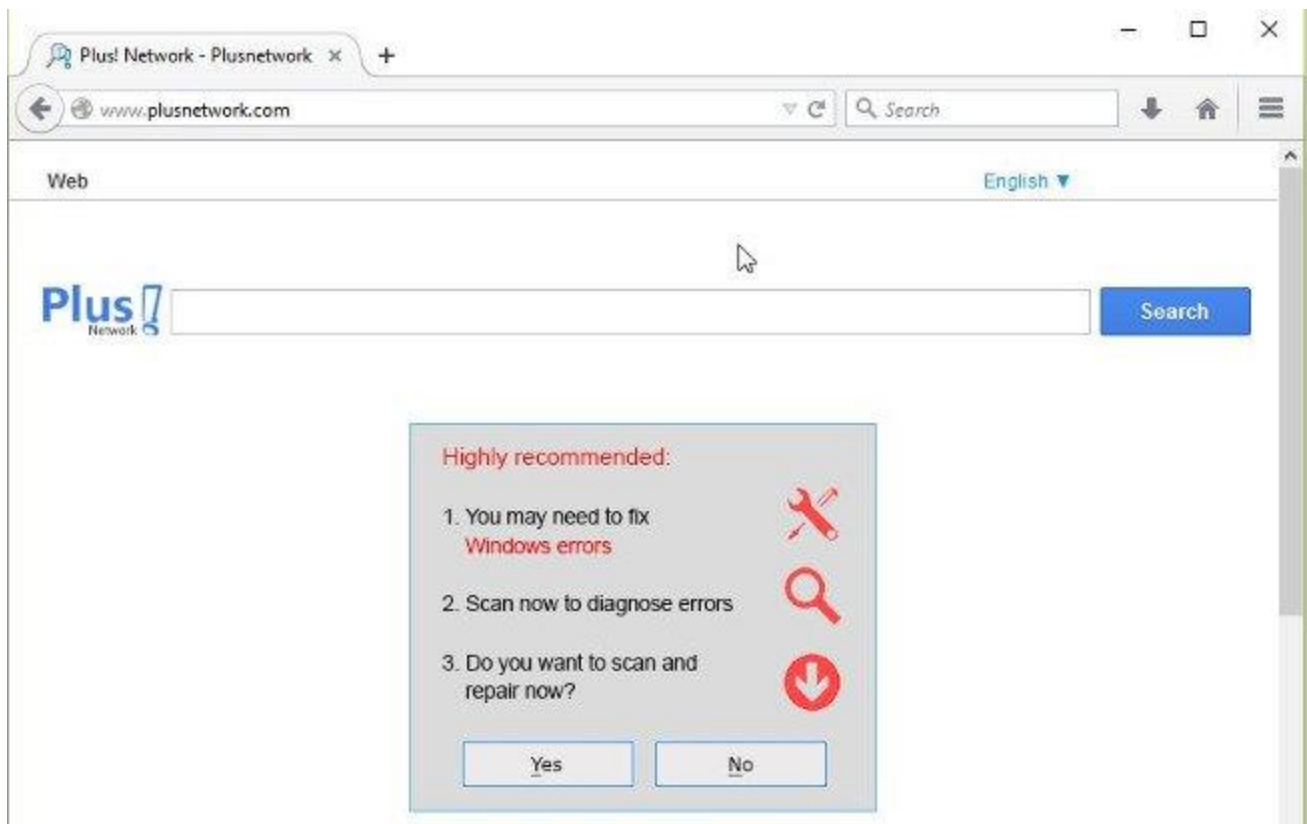 Plus! Network - Plusnetwork
www.plusnetwork.com
Search
Web
English
Plus!
Network
Search
Highly recommended:
1. You may need to fix
Windows errors
2. Scan now to diagnose errors
3. Do you want to scan and
repair now?
Yes
No